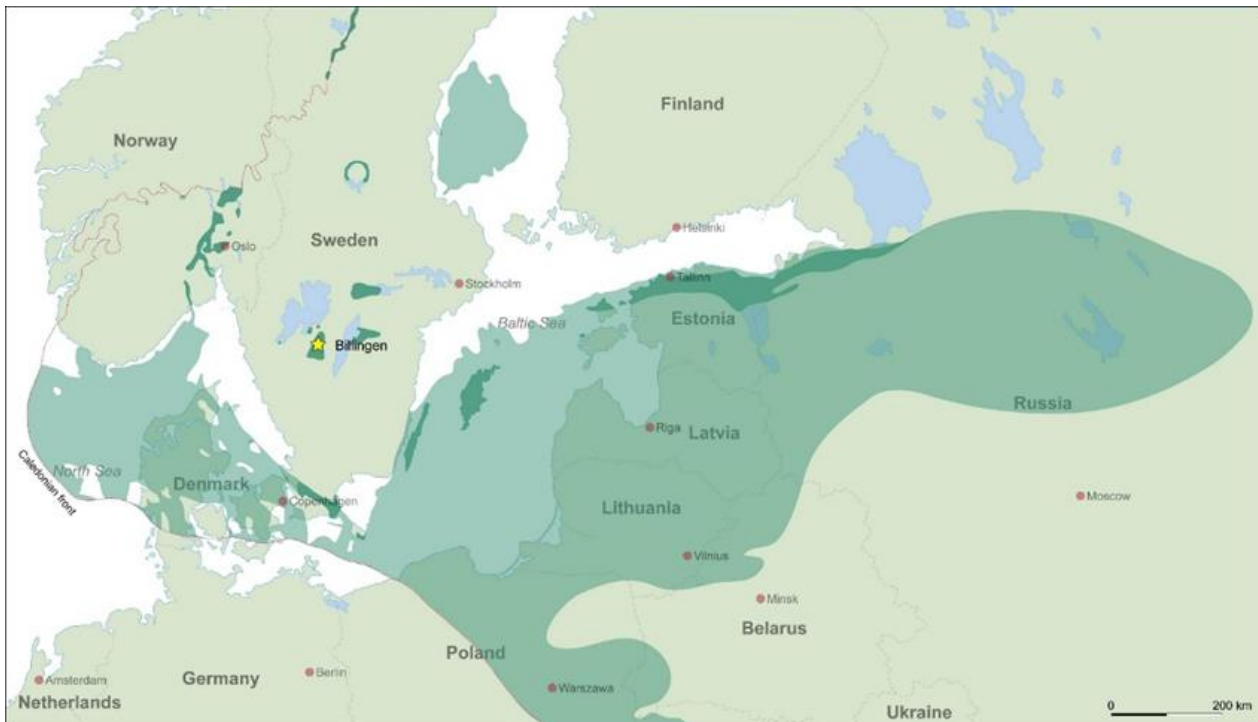 Finland
Norway
Helsinki
Oslo
Sweden
Stockholm
Tallinn
Baltic Sea
Estonia
Billingen
Russia
Riga
Latvia
North Sea
Caledonian front
Denmark
Copenhagen
Moscow
Lithuania
Vilnius
Minsk
Belarus
Poland
Germany
Berlin
Amsterdam
Warszawa
Netherlands
Ukraine
0 200 km